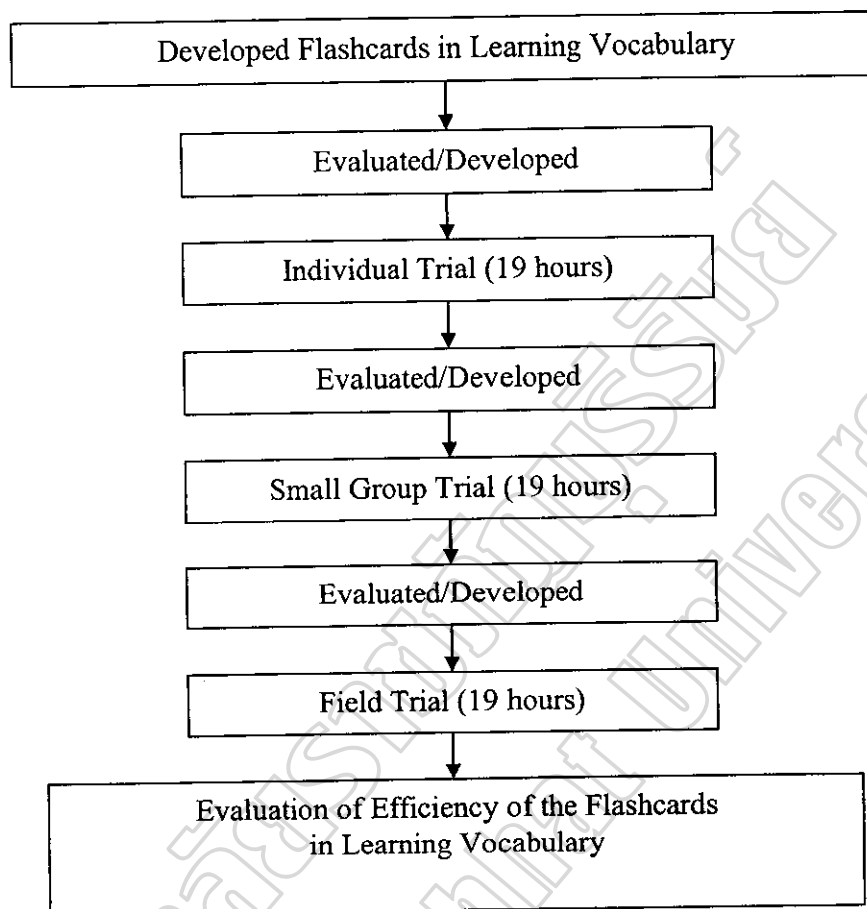 Developed Flashcards in Learning Vocabulary
Evaluated/Developed
Individual Trial (19 hours)
Evaluated/Developed
Small Group Trial (19 hours)
Evaluated/Developed
Field Trial (19 hours)
Evaluation of Efficiency of the Flashcards
in Learning Vocabulary